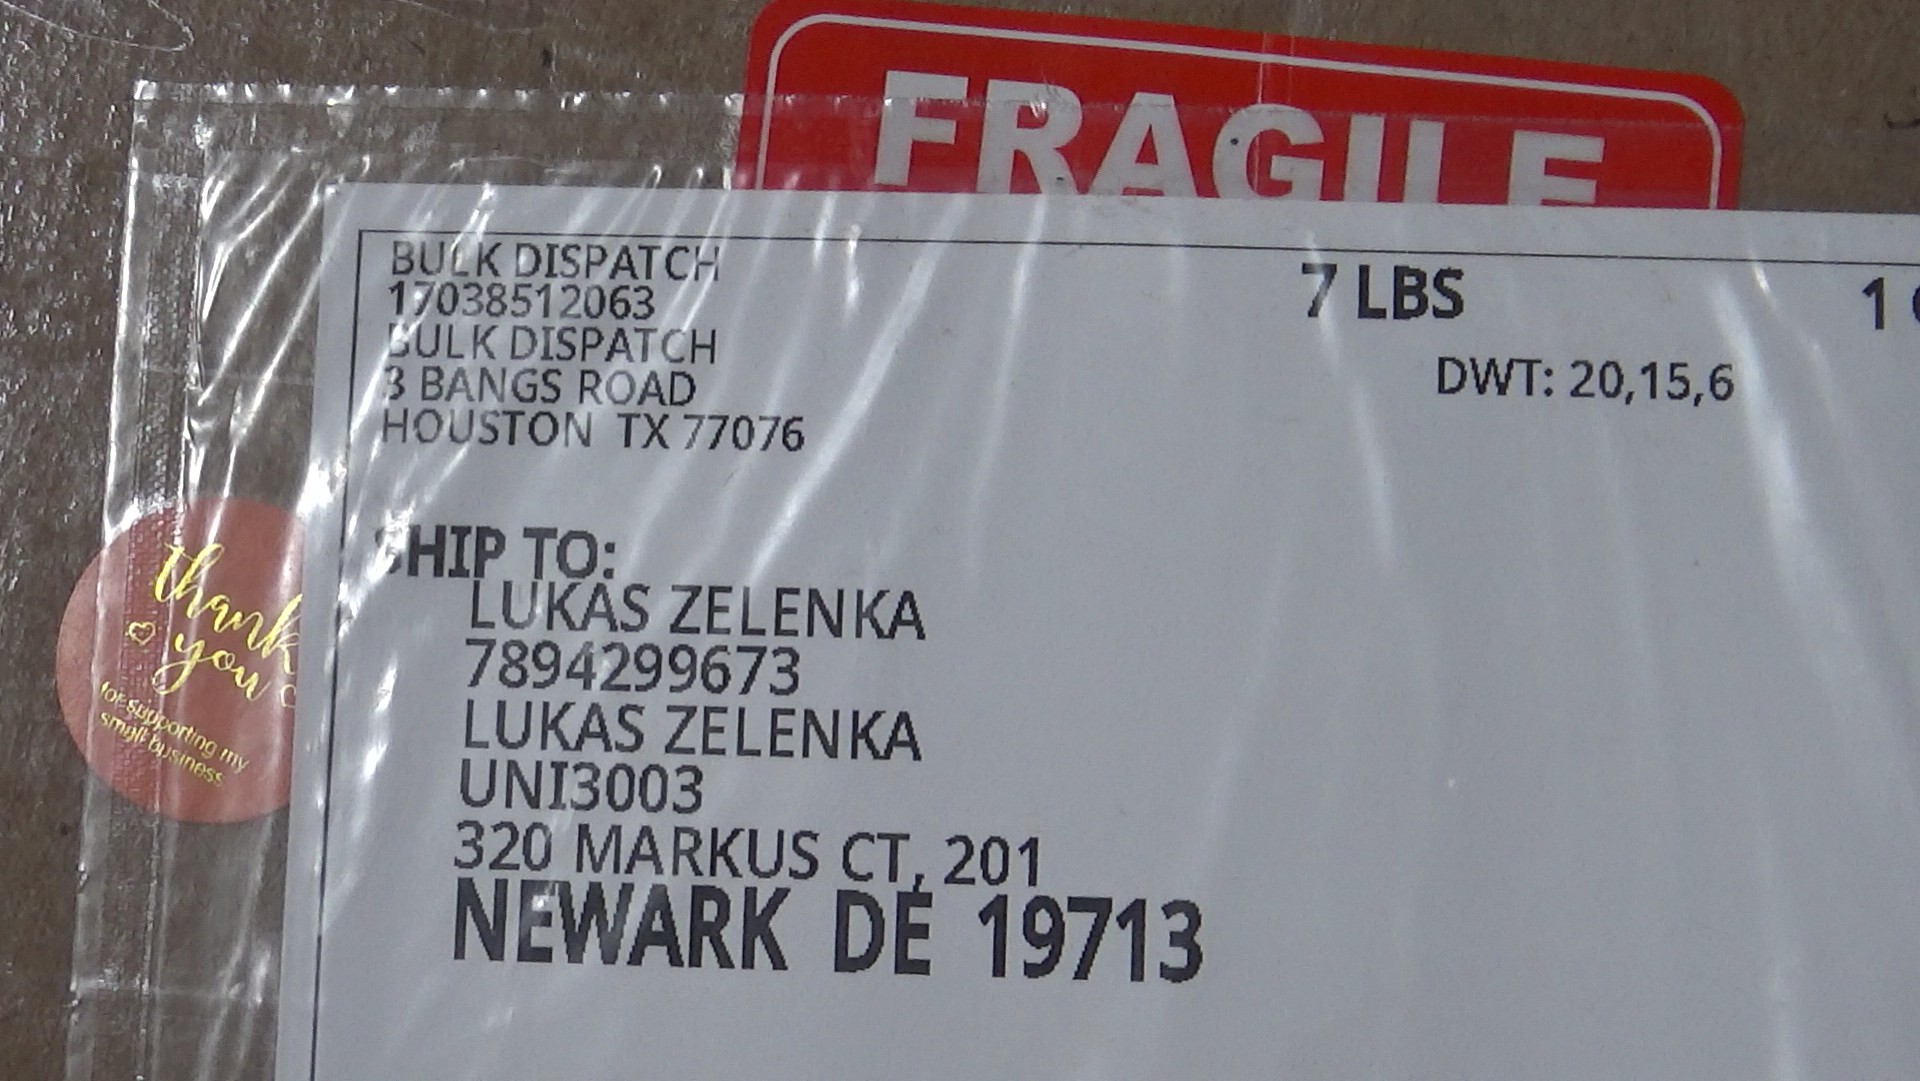 FRAGILE
BULK DISPATCH
17038512063
BULK DISPATCH
3 BANGS ROAD
HOUSTON TX 77076
7 LBS
1
DWT: 20,15,6
SHIP TO:
LUKAS ZELENKA
7894299673
LUKAS ZELENKA
UNI3003
320 MARKUS CT, 201
NEWARK DE 19713
thank
you
for supporting my
small business